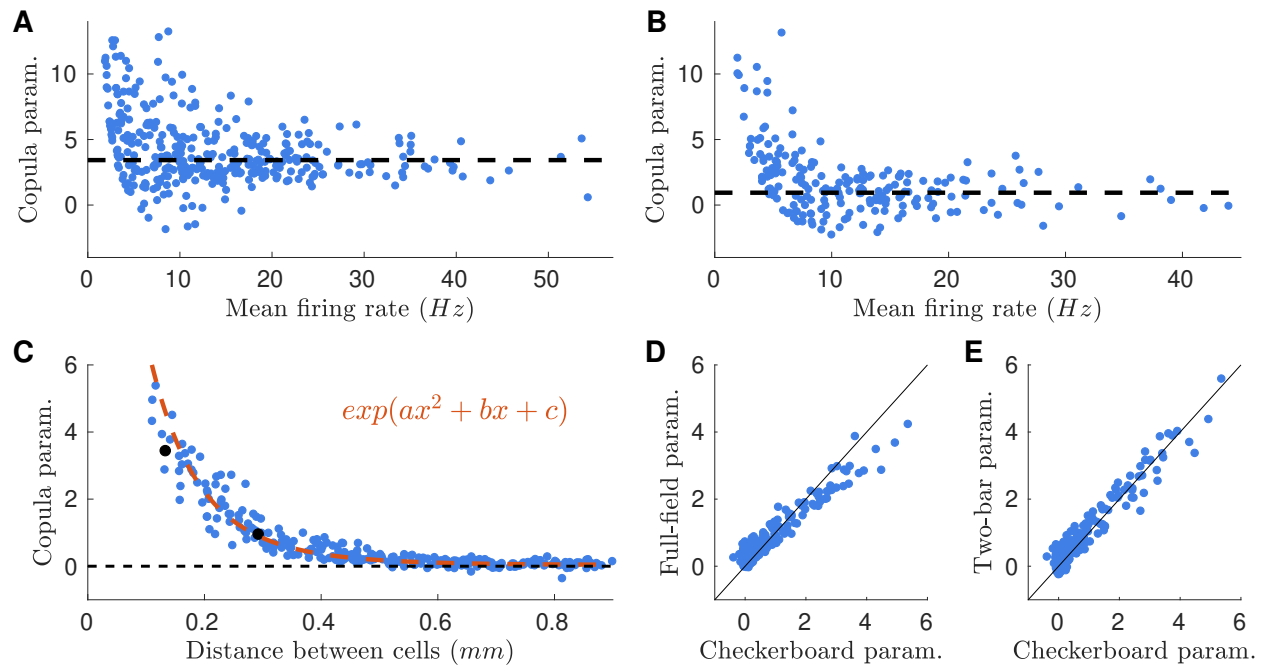 A
Copula param.
10
5
0
0 10 20 30 40 50
Mean firing rate (Hz)
B
Copula param.
10
5
0
0 10 20 30 40
Mean firing rate (Hz)
C
Copula param.
6
4
2
0
exp(ax² + bx + c)
0 0.2 0.4 0.6 0.8
Distance between cells (mm)
D
Full-field param.
6
4
2
0
0 2 4 6
Checkerboard param.
E
Two-bar param.
6
4
2
0
0 2 4 6
Checkerboard param.